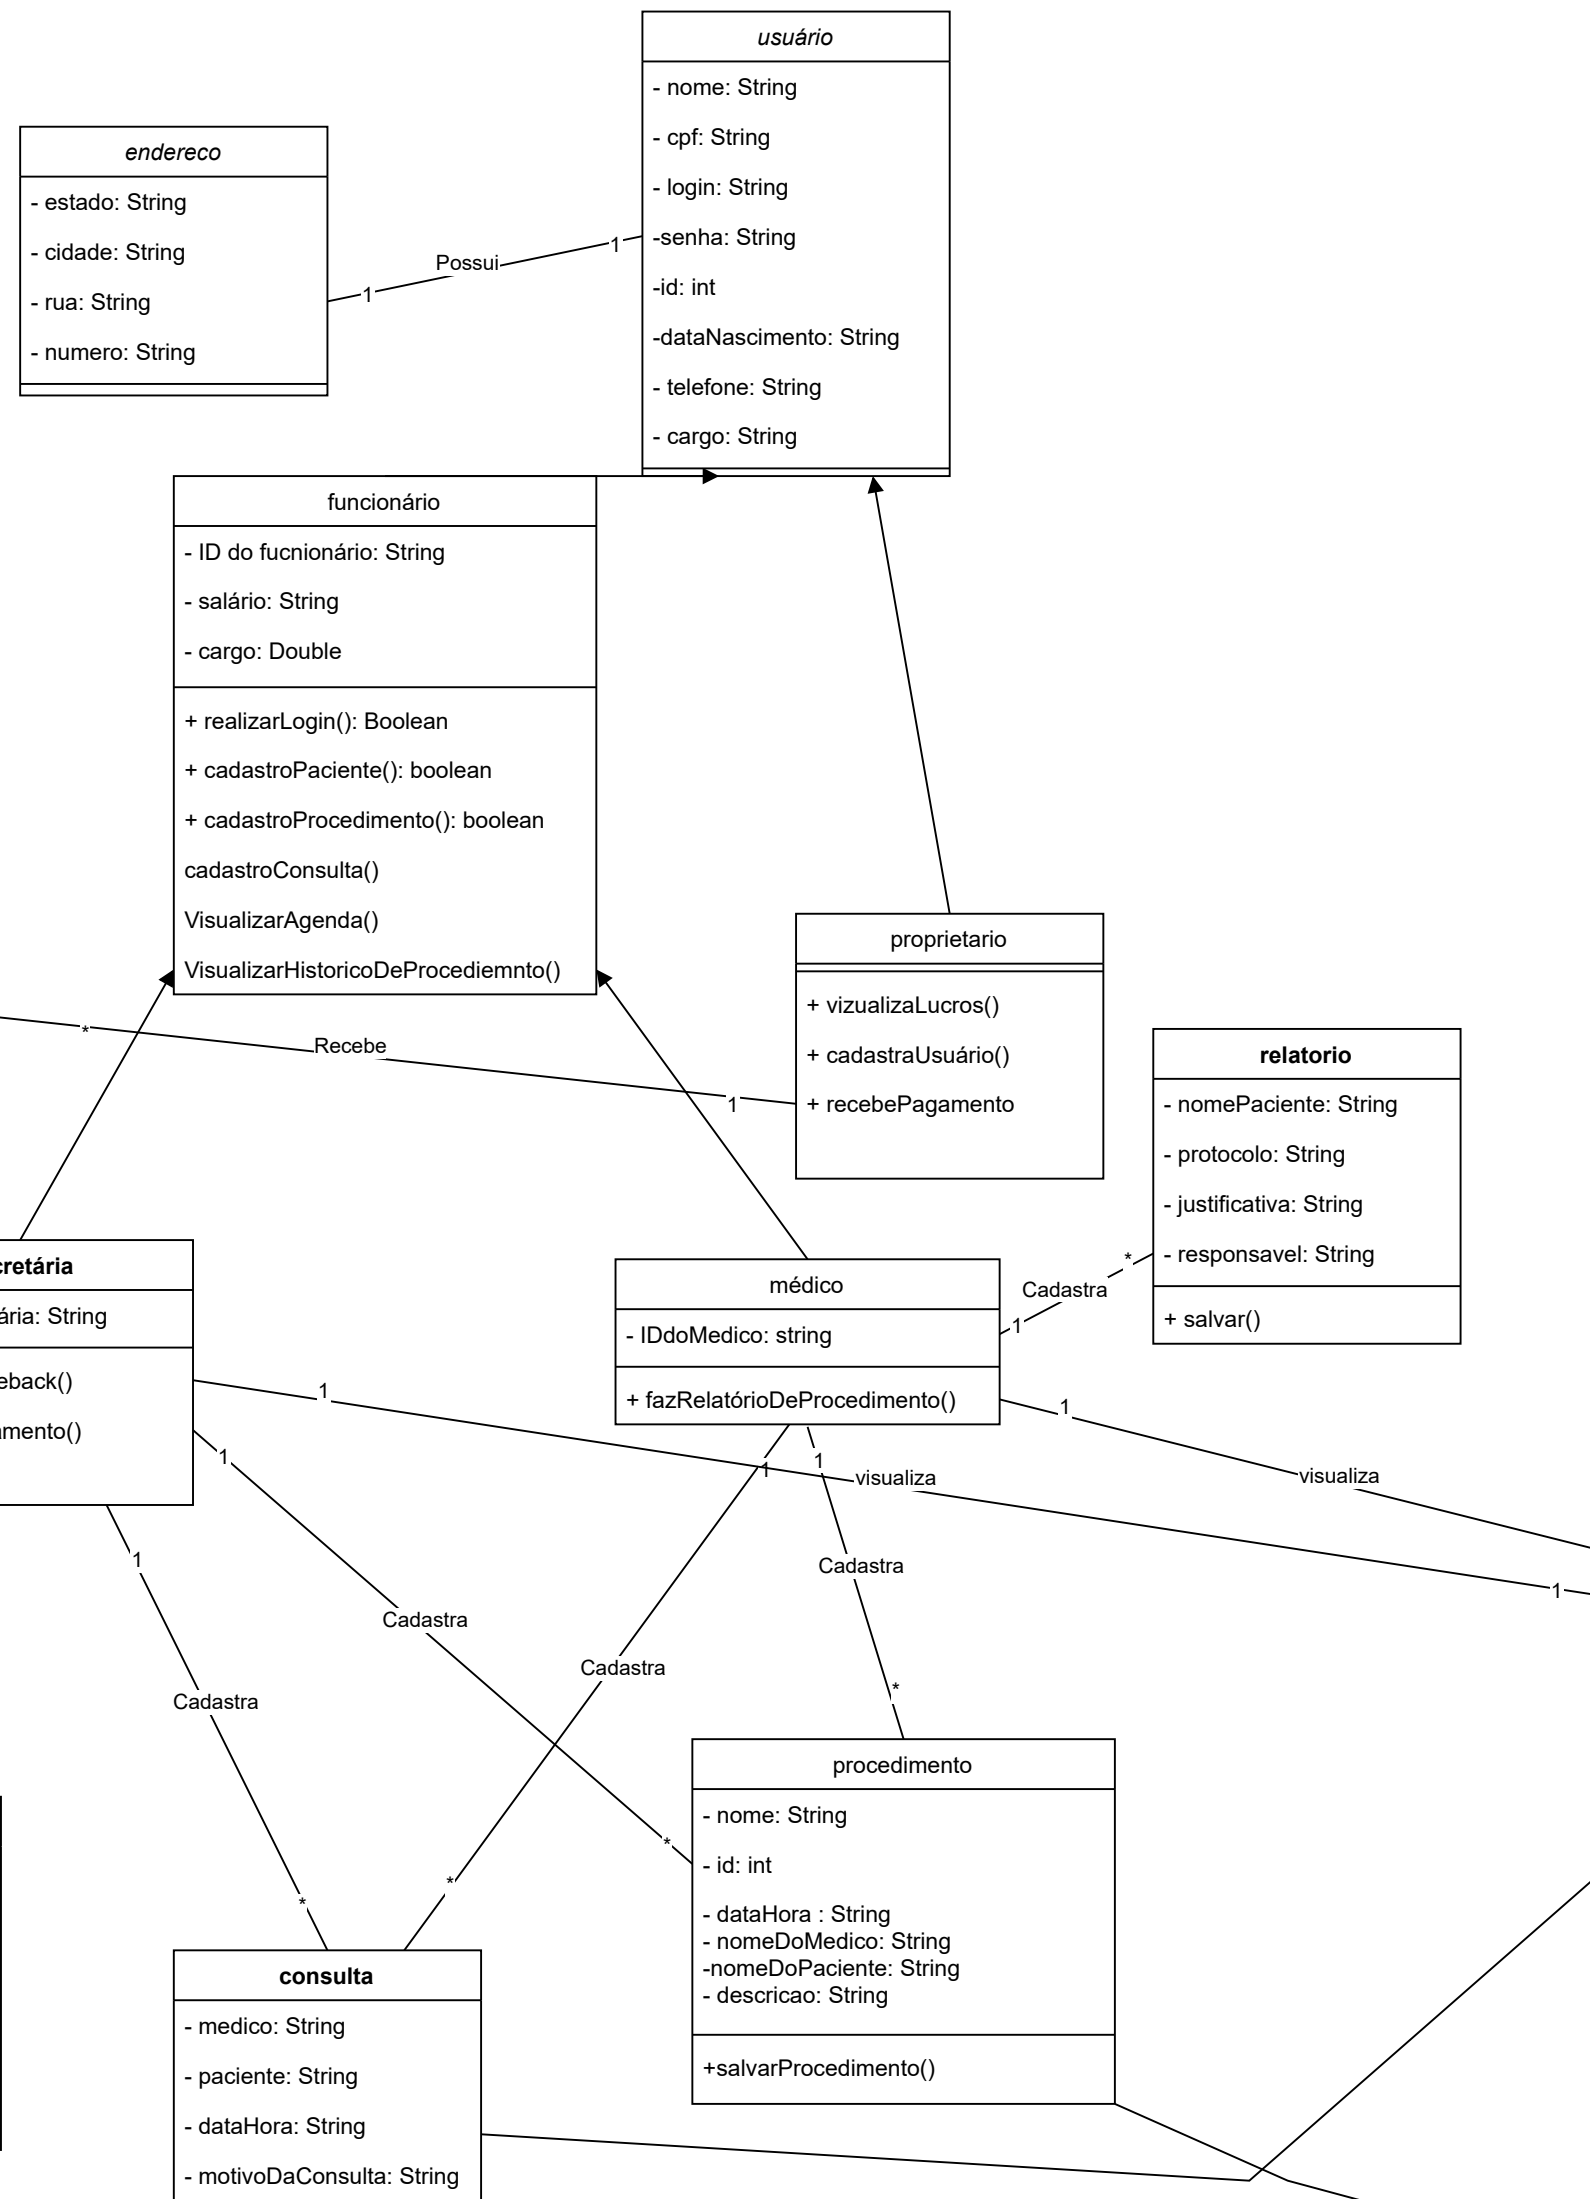 usuário
- nome: String
- cpf: String
- login: String
-senha: String
-id: int
-dataNascimento: String
- telefone: String
- cargo: String
endereco
- estado: String
- cidade: String
- rua: String
- numero: String
1
Possui
1
funcionário
- ID do fucnionário: String
- salário: String
- cargo: Double
+ realizarLogin(): Boolean
+ cadastroPaciente(): boolean
+ cadastroProcedimento(): boolean
cadastroConsulta()
VisualizarAgenda()
VisualizarHistoricoDeProcediemnto()
proprietario
+ vizualizaLucros()
+ cadastraUsuário()
+ recebePagamento
*
Recebe
1
relatorio
- nomePaciente: String
- protocolo: String
- justificativa: String
- responsavel: String
+ salvar()
cretária
ária: String
eback()
amento()
médico
- IDdoMedico: string
+ fazRelatórioDeProcedimento()
*
Cadastra
1
1
visualiza
1
1
visualiza
1
Cadastra
*
1
Cadastra
*
1
Cadastra
*
1
Cadastra
*
procedimento
- nome: String
- id: int
- dataHora : String
- nomeDoMedico: String
-nomeDoPaciente: String
- descricao: String
+salvarProcedimento()
consulta
- medico: String
- paciente: String
- dataHora: String
- motivoDaConsulta: String